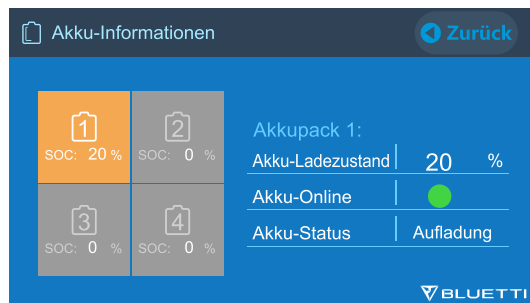 Akku-Informationen
Zurück
1
SOC: 20 %
2
SOC: 0 %
3
SOC: 0 %
4
SOC: 0 %
Akkupack 1:
Akku-Ladezustand 20 %
Akku-Online
Akku-Status Aufladung
BLUETTI